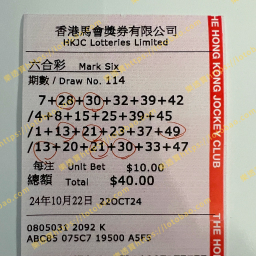 香港馬會獎券有限公司
HKJC Lotteries Limited
六合彩 Mark Six
期數 / Draw No. 114
7+28+30+32+39+42
/4+8+15+25+39+45
/1+13+21+23+37+49
/13+20+21+30+33+47
每注 Unit Bet $10.00
總額 Total $40.00
24年10月22日 22OCT24
0805031 2092 K
ABC85 075C7 19500 A5F5
THE HONG KONG JOCKEY CLUB
THE HO